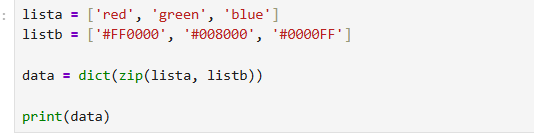 lista = ['red', 'green', 'blue']
listb = ['#FF0000', '#008000', '#0000FF']
data = dict(zip(lista, listb))
print(data)